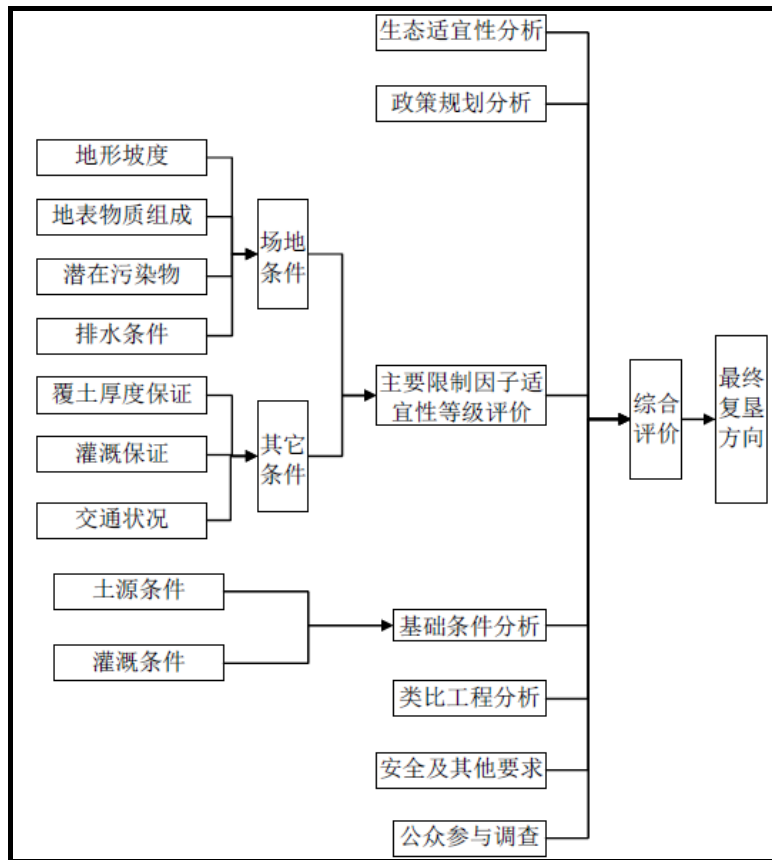 生态适宜性分析
政策规划分析
地形坡度
地表物质组成
潜在污染物
排水条件
场地
条件
覆土厚度保证
灌溉保证
交通状况
其它
条件
主要限制因子适
宜性等级评价
综合
评价
最终
复垦
方向
土源条件
灌溉条件
基础条件分析
类比工程分析
安全及其他要求
公众参与调查